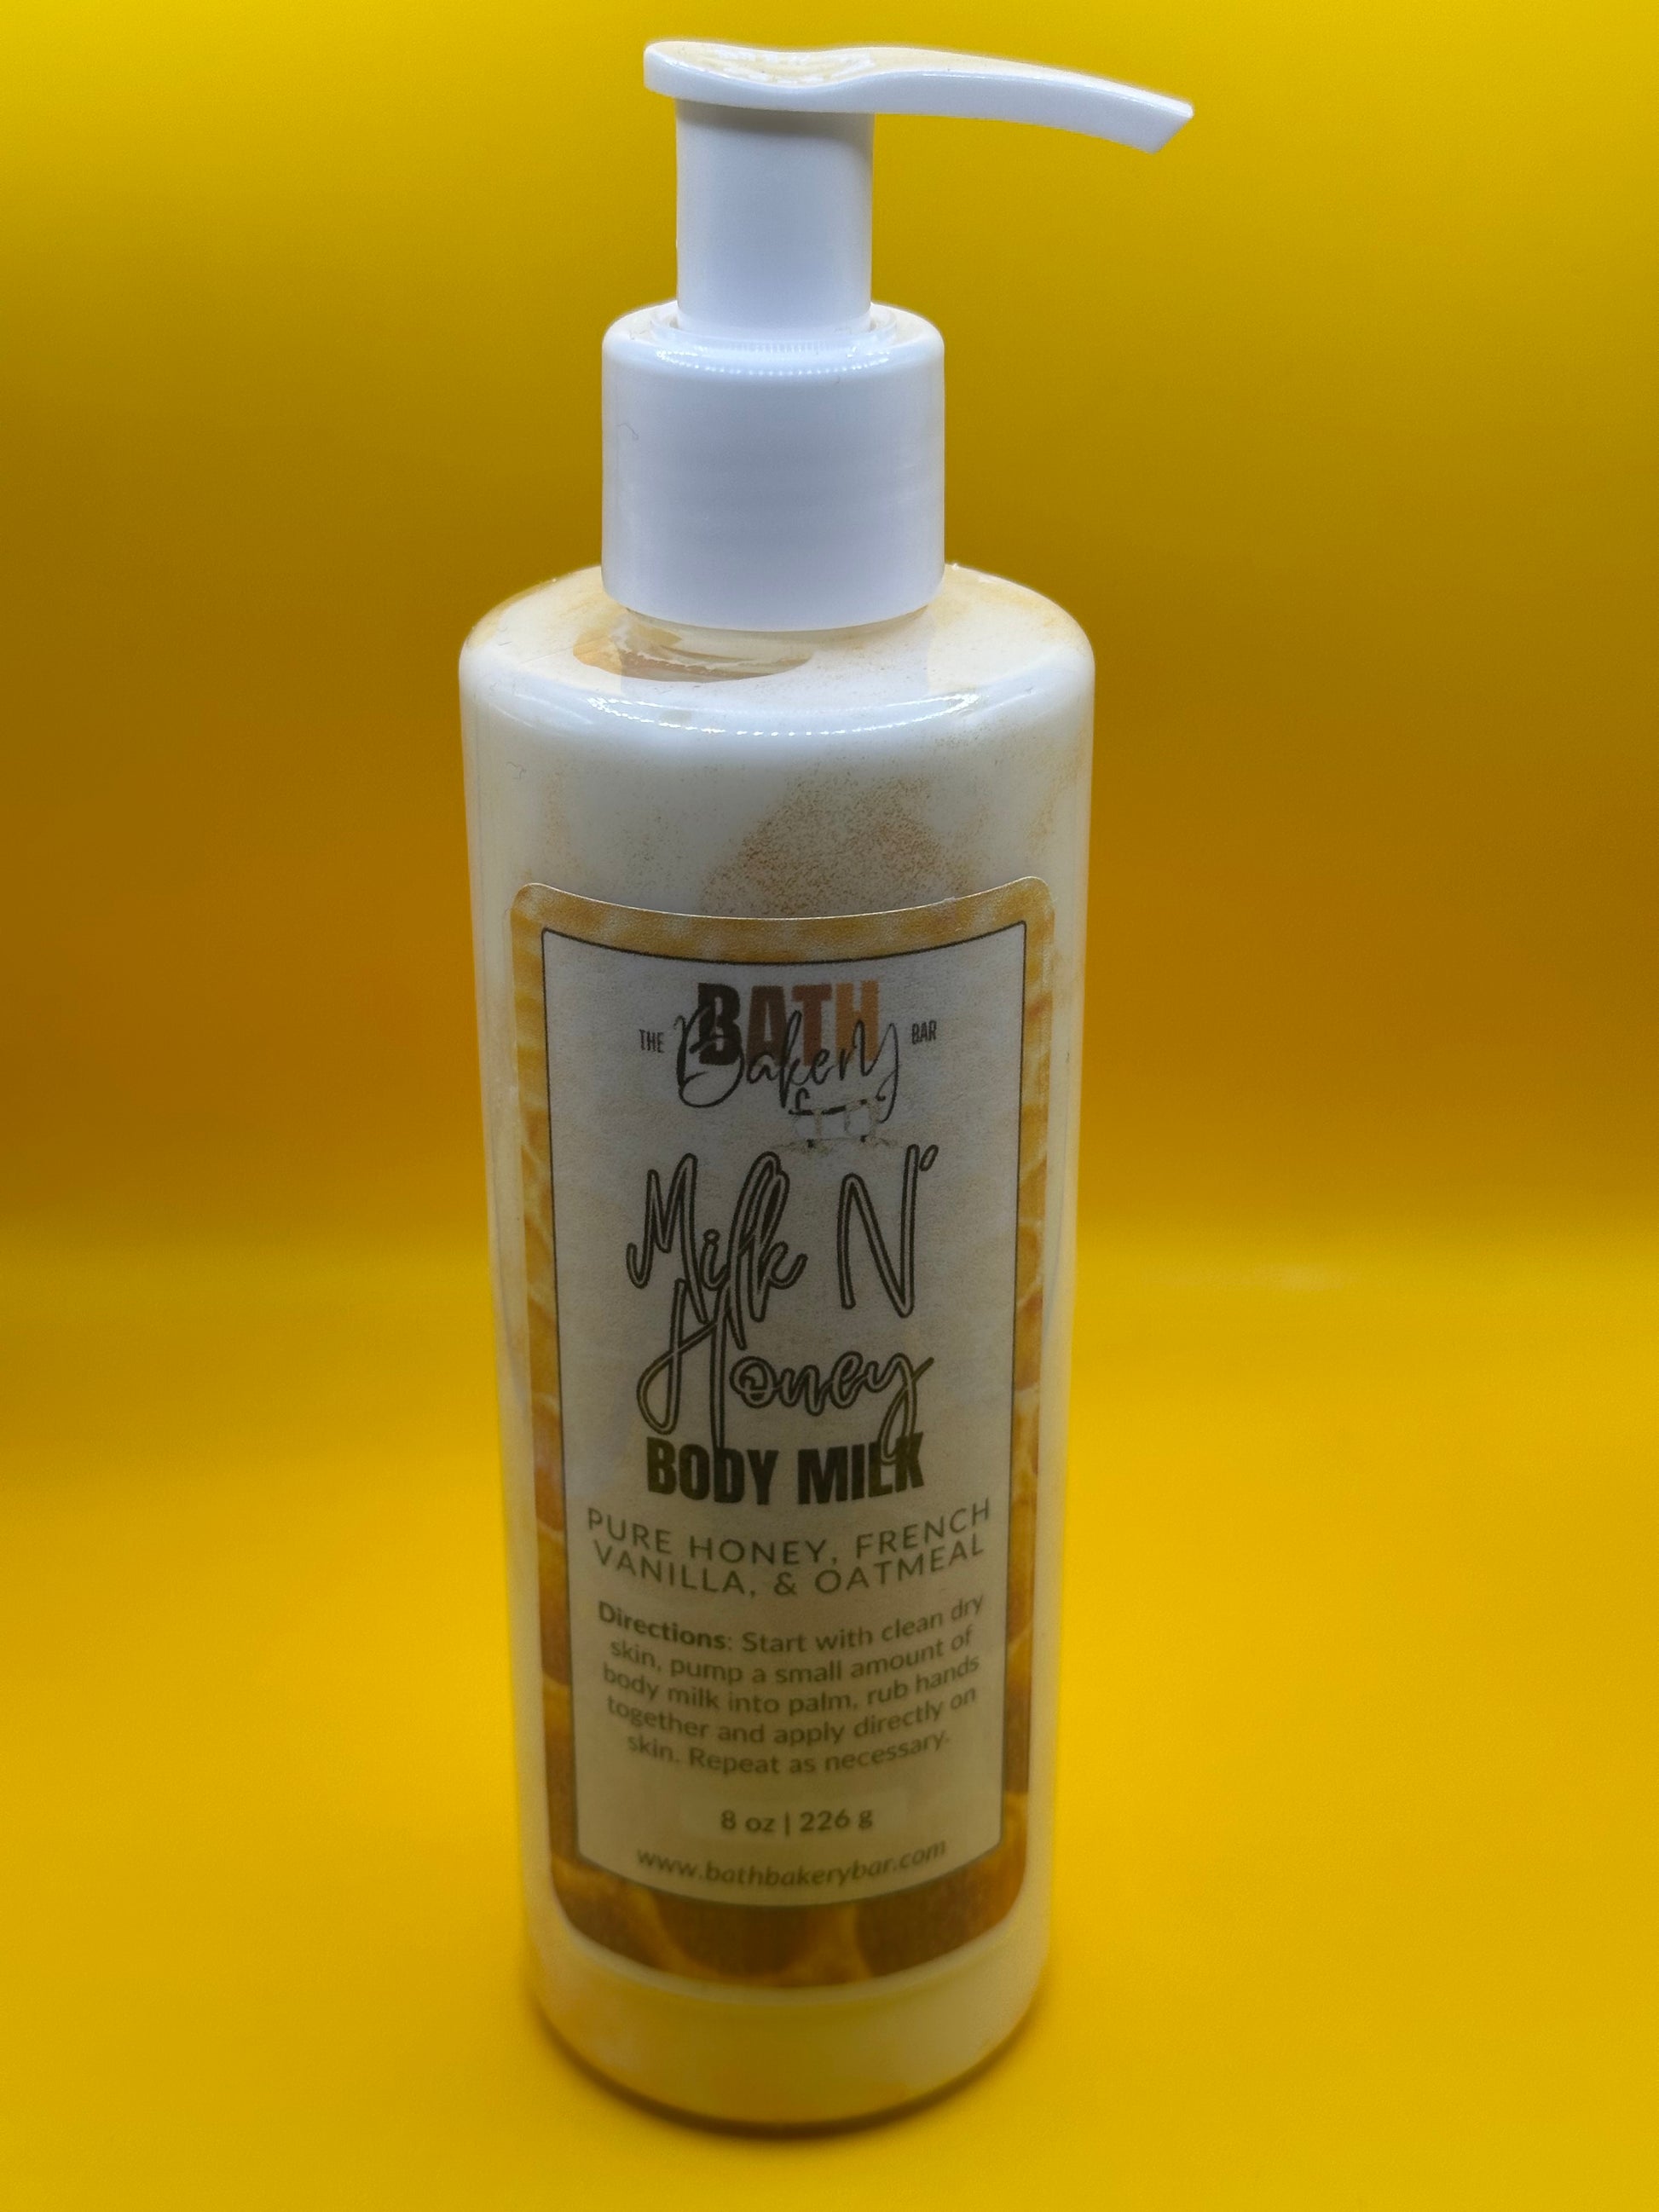 THE BATH BAR
Bakery
Milk N'
Honey
BODY MILK
PURE HONEY, FRENCH
VANILLA, & OATMEAL
Directions: Start with clean dry
skin, pump a small amount of
body milk into palm, rub hands
together and apply directly on
skin. Repeat as necessary.
8 oz | 226 g
www.bathbakerybar.com